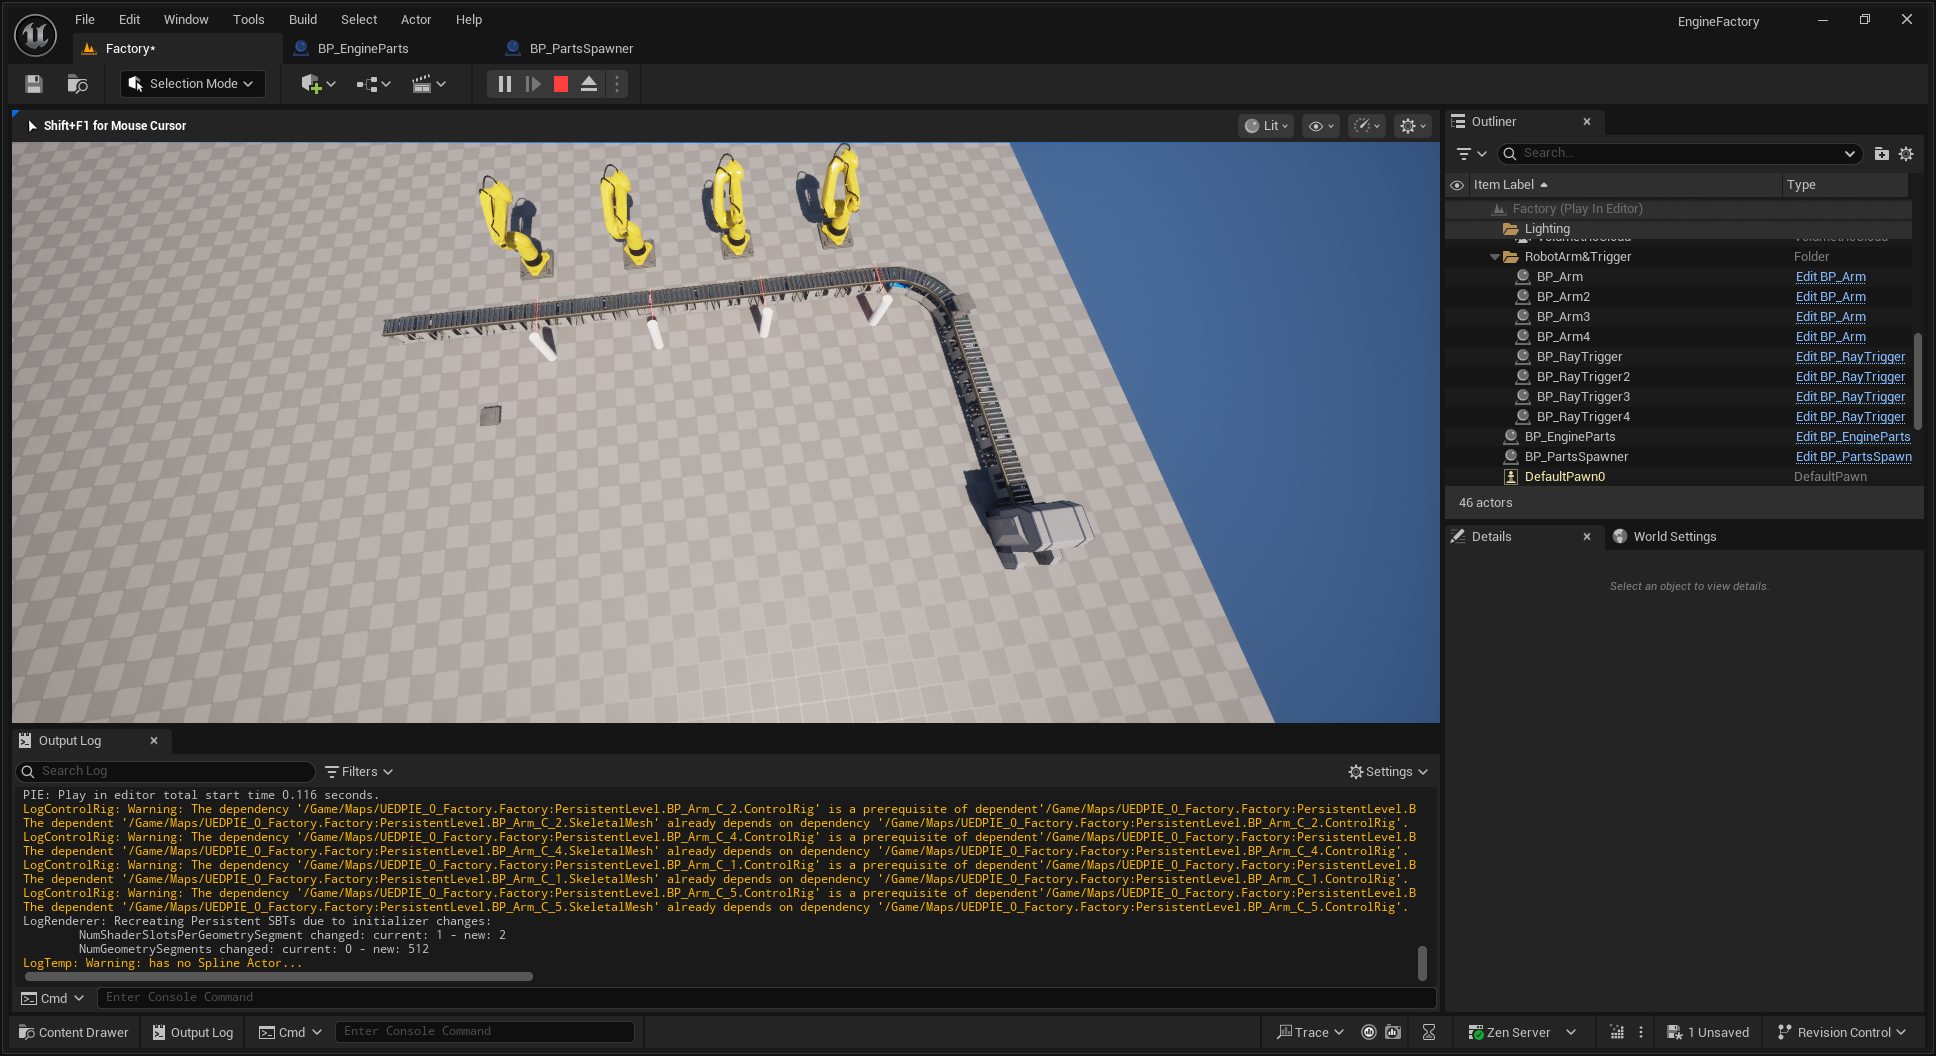 File Edit Window Tools Build Select Actor Help
EngineFactory
Factory*
BP_EngineParts
BP_PartsSpawner
Selection Mode
Shift+F1 for Mouse Cursor
Lit
Outliner
Search...
Item Label
Type
Factory (Play In Editor)
Lighting
RobotArm&Trigger Folder
BP_Arm Edit BP_Arm
BP_Arm2 Edit BP_Arm
BP_Arm3 Edit BP_Arm
BP_Arm4 Edit BP_Arm
BP_RayTrigger Edit BP_RayTrigger
BP_RayTrigger2 Edit BP_RayTrigger
BP_RayTrigger3 Edit BP_RayTrigger
BP_RayTrigger4 Edit BP_RayTrigger
BP_EngineParts Edit BP_EngineParts
BP_PartsSpawner Edit BP_PartsSpawn
DefaultPawn0 DefaultPawn
46 actors
Details
World Settings
Select an object to view details.
Output Log
Search Log
Filters
Settings
PIE: Play in editor total start time 0.116 seconds.
LogControlRig: Warning: The dependency '/Game/Maps/UEDPIE_0_Factory.Factory:PersistentLevel.BP_Arm_C_2.ControlRig' is a prerequisite of dependent'/Game/Maps/UEDPIE_0_Factory.Factory:PersistentLevel.B
The dependent '/Game/Maps/UEDPIE_0_Factory.Factory:PersistentLevel.BP_Arm_C_2.SkeletalMesh' already depends on dependency '/Game/Maps/UEDPIE_0_Factory.Factory:PersistentLevel.BP_Arm_C_2.ControlRig'.
LogControlRig: Warning: The dependency '/Game/Maps/UEDPIE_0_Factory.Factory:PersistentLevel.BP_Arm_C_4.ControlRig' is a prerequisite of dependent'/Game/Maps/UEDPIE_0_Factory.Factory:PersistentLevel.B
The dependent '/Game/Maps/UEDPIE_0_Factory.Factory:PersistentLevel.BP_Arm_C_4.SkeletalMesh' already depends on dependency '/Game/Maps/UEDPIE_0_Factory.Factory:PersistentLevel.BP_Arm_C_4.ControlRig'.
LogControlRig: Warning: The dependency '/Game/Maps/UEDPIE_0_Factory.Factory:PersistentLevel.BP_Arm_C_1.ControlRig' is a prerequisite of dependent'/Game/Maps/UEDPIE_0_Factory.Factory:PersistentLevel.B
The dependent '/Game/Maps/UEDPIE_0_Factory.Factory:PersistentLevel.BP_Arm_C_1.SkeletalMesh' already depends on dependency '/Game/Maps/UEDPIE_0_Factory.Factory:PersistentLevel.BP_Arm_C_1.ControlRig'.
LogControlRig: Warning: The dependency '/Game/Maps/UEDPIE_0_Factory.Factory:PersistentLevel.BP_Arm_C_5.ControlRig' is a prerequisite of dependent'/Game/Maps/UEDPIE_0_Factory.Factory:PersistentLevel.B
The dependent '/Game/Maps/UEDPIE_0_Factory.Factory:PersistentLevel.BP_Arm_C_5.SkeletalMesh' already depends on dependency '/Game/Maps/UEDPIE_0_Factory.Factory:PersistentLevel.BP_Arm_C_5.ControlRig'.
LogRenderer: Recreating Persistent SBTs due to initializer changes:
NumShaderSlotsPerGeometrySegment changed: current: 1 - new: 2
NumGeometrySegments changed: current: 0 - new: 512
LogTemp: Warning: has no Spline Actor...
Cmd
Enter Console Command
Content Drawer
Output Log
Cmd
Enter Console Command
Trace
Zen Server
1 Unsaved
Revision Control